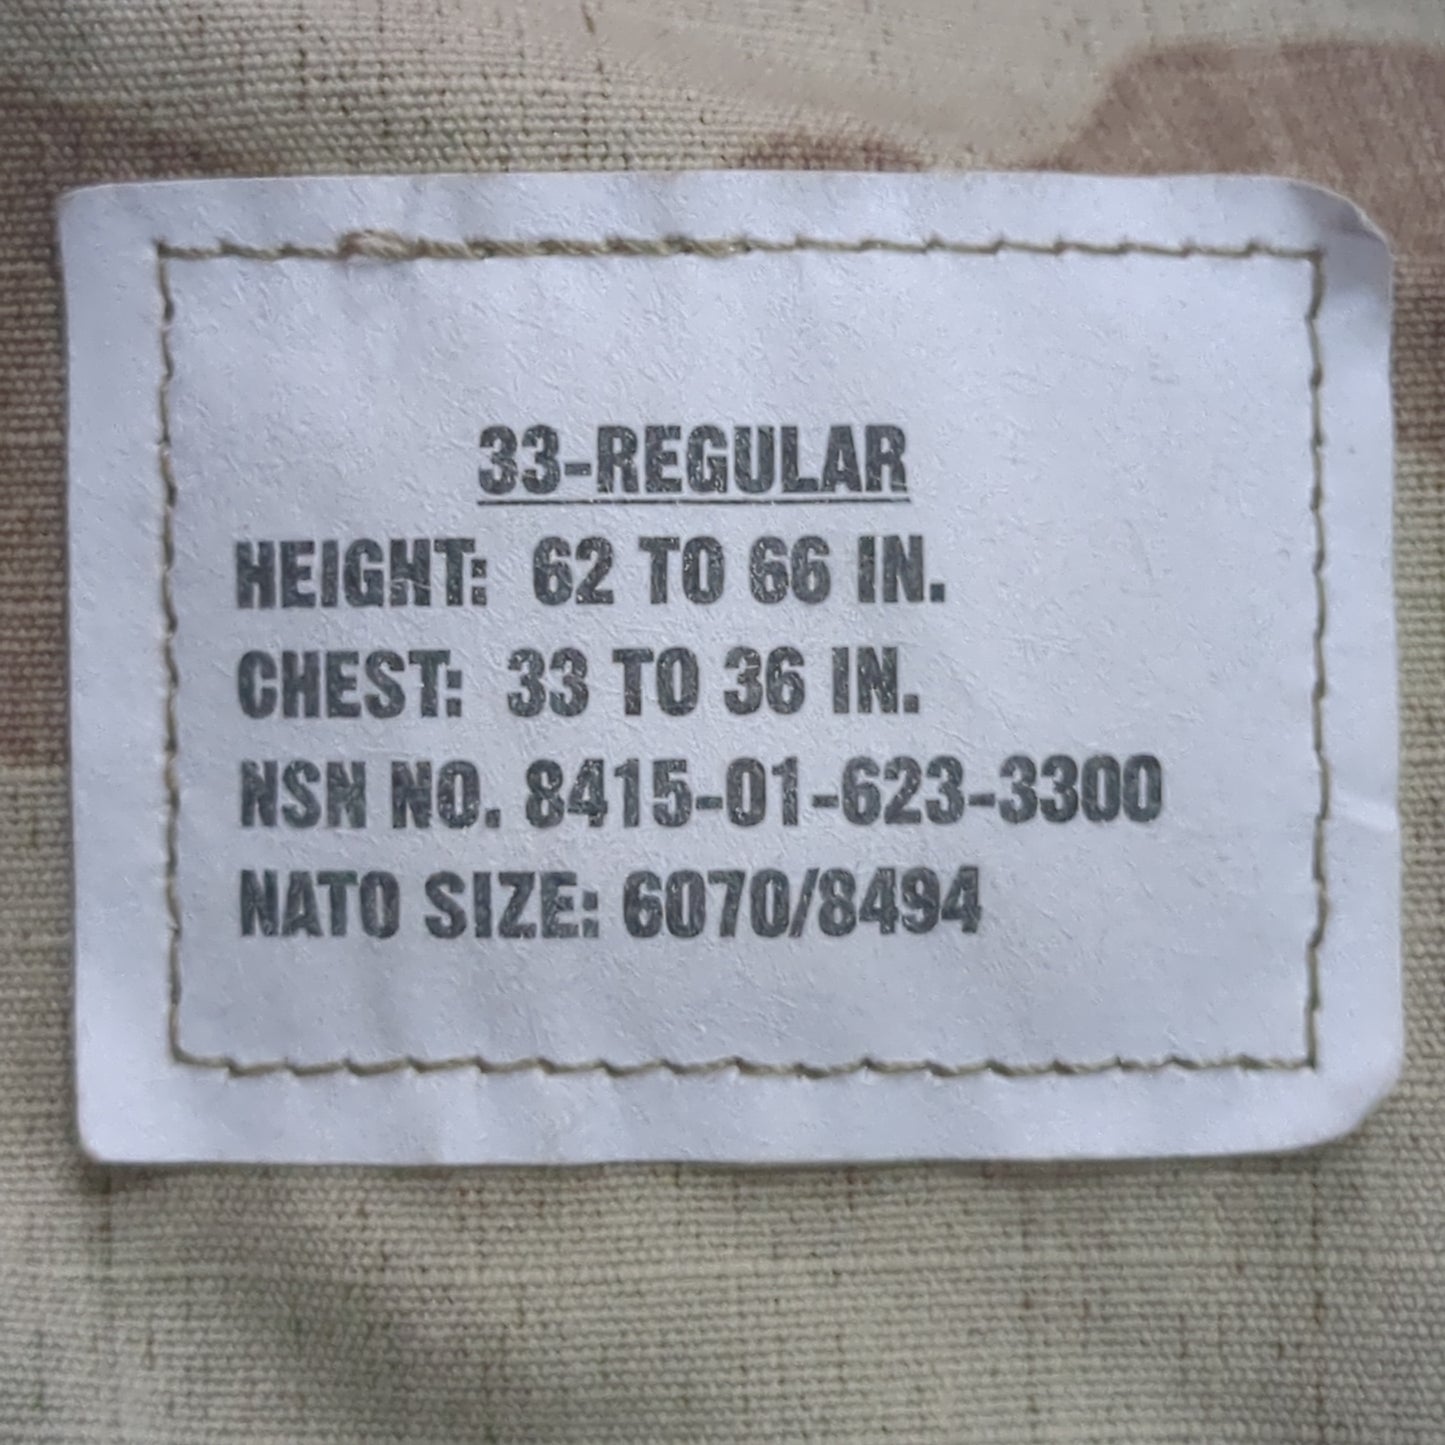 33-REGULAR
HEIGHT: 62 TO 66 IN.
CHEST: 33 TO 36 IN.
NSN NO. 8415-01-623-3300
NATO SIZE: 6070/8494